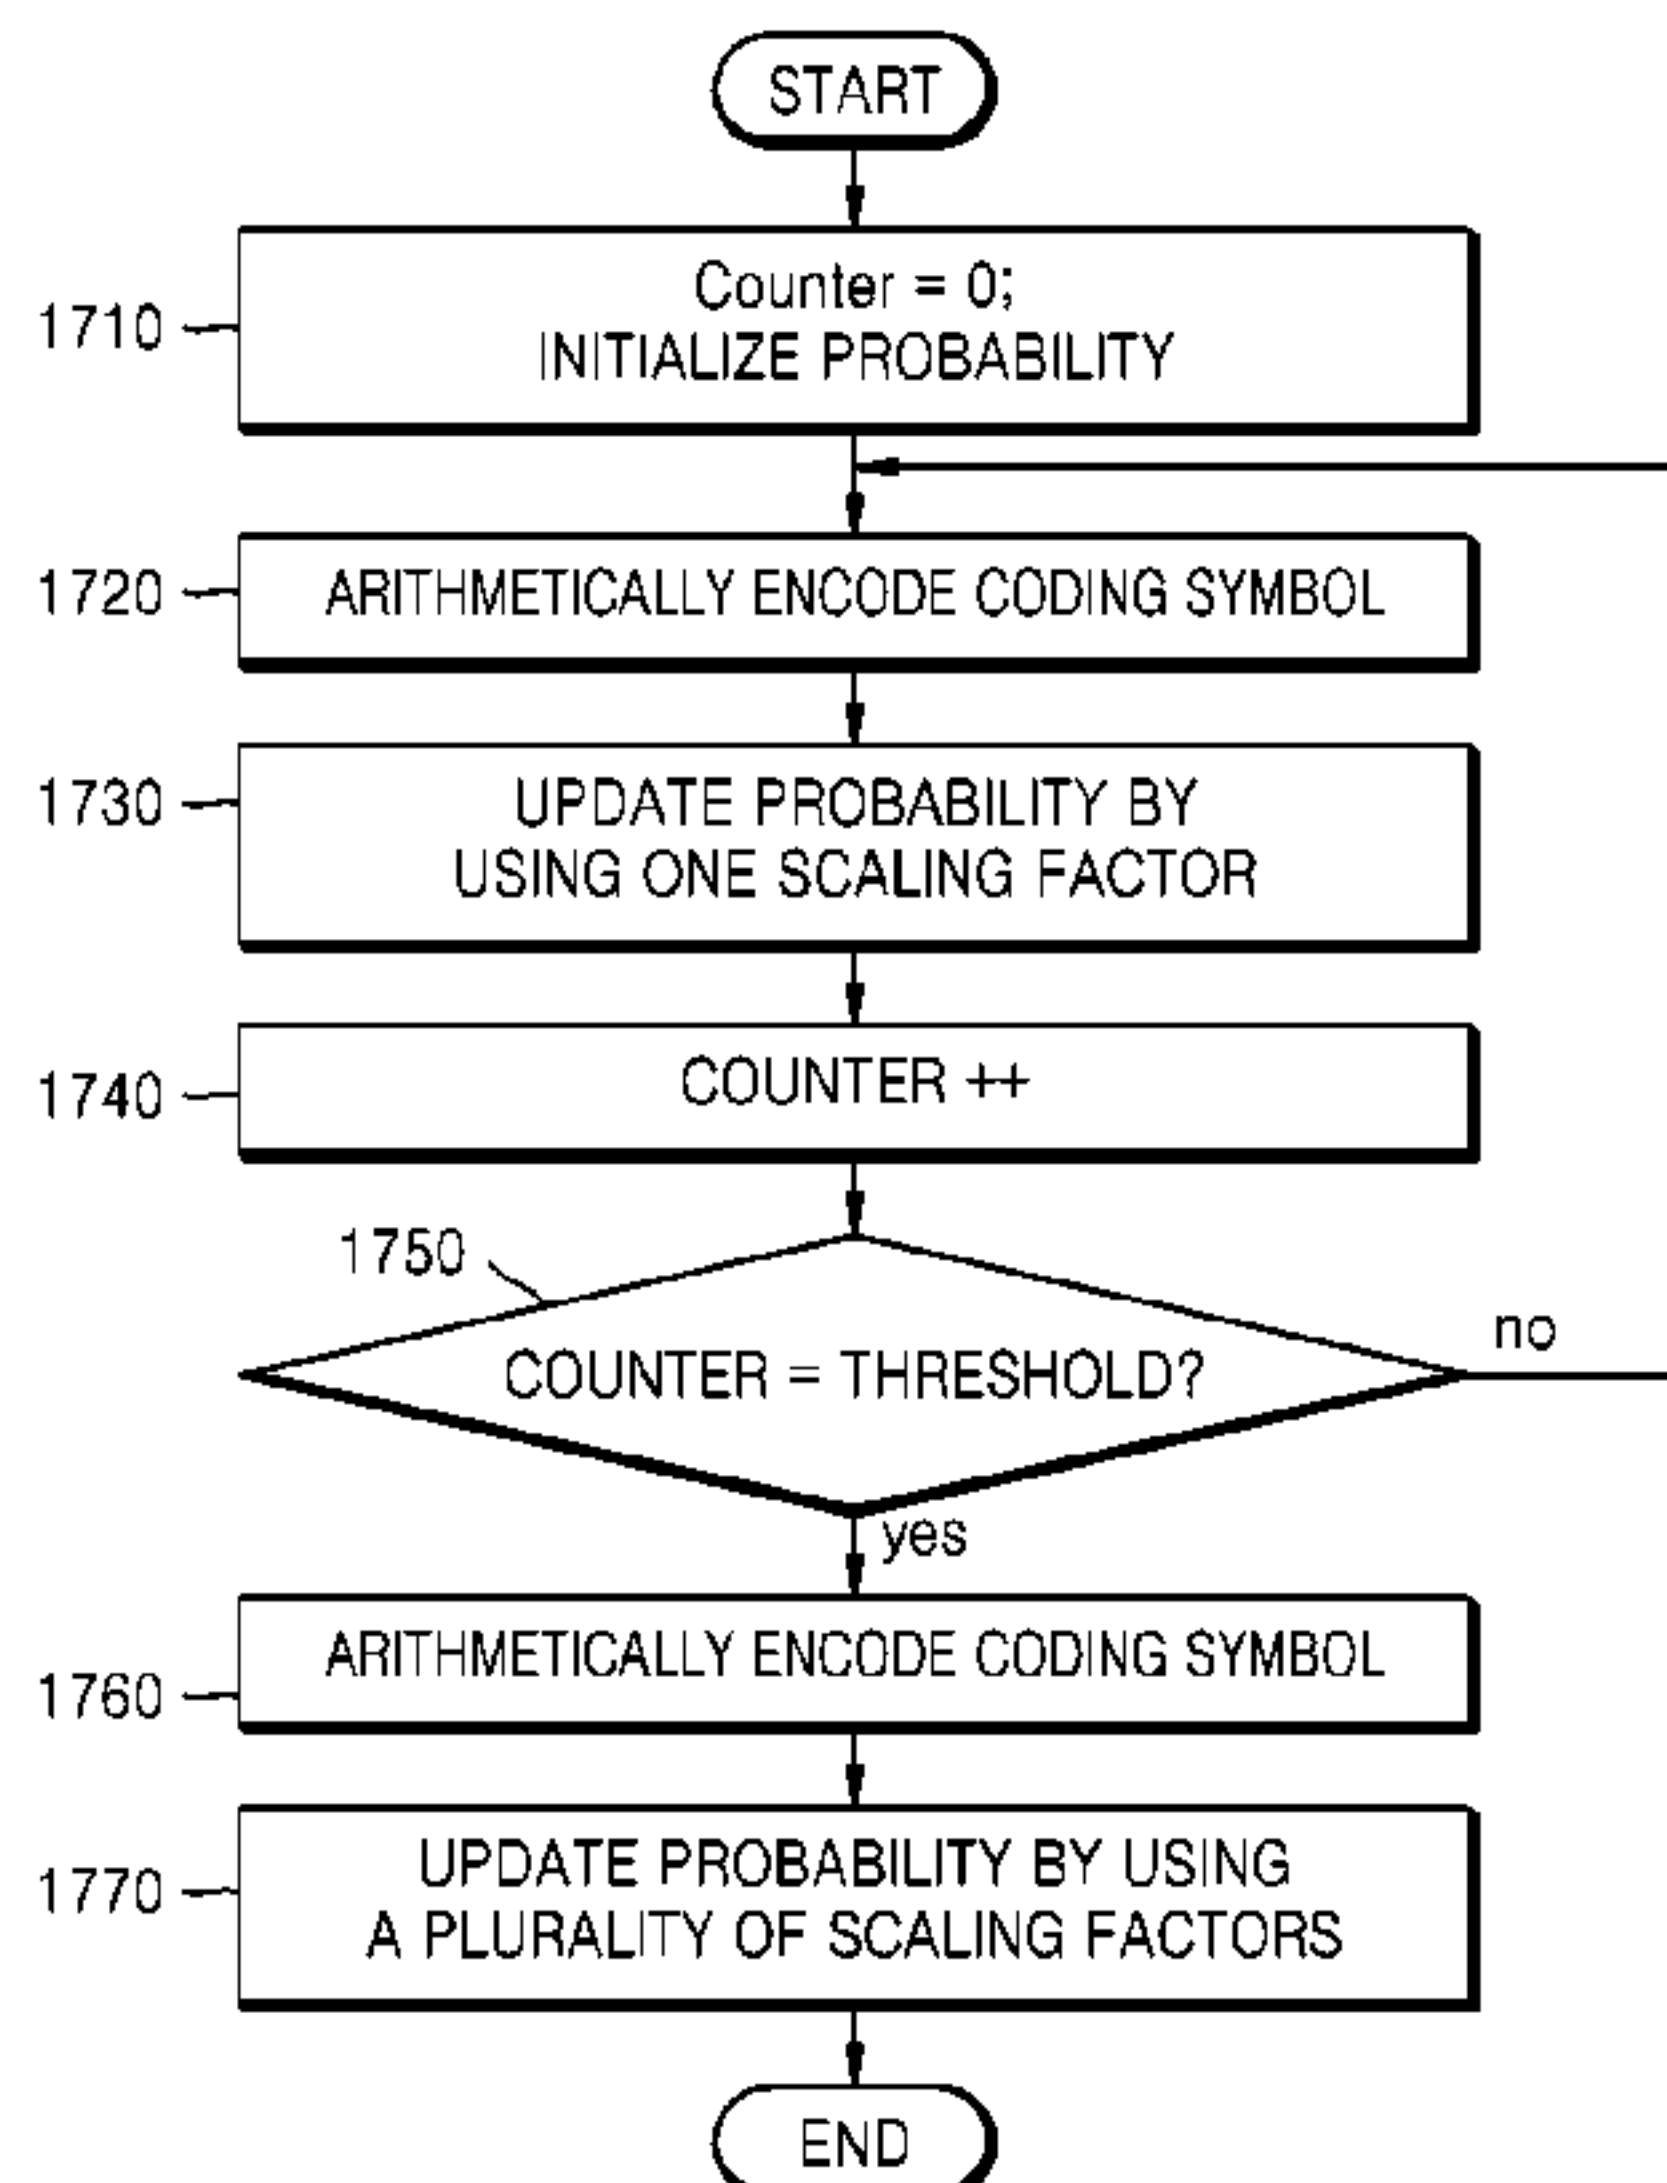 START
Counter = 0;
INITIALIZE PROBABILITY
1710
ARITHMETICALLY ENCODE CODING SYMBOL
1720
UPDATE PROBABILITY BY
USING ONE SCALING FACTOR
1730
COUNTER ++
1740
1750
COUNTER = THRESHOLD?
no
yes
ARITHMETICALLY ENCODE CODING SYMBOL
1760
UPDATE PROBABILITY BY USING
A PLURALITY OF SCALING FACTORS
1770
END